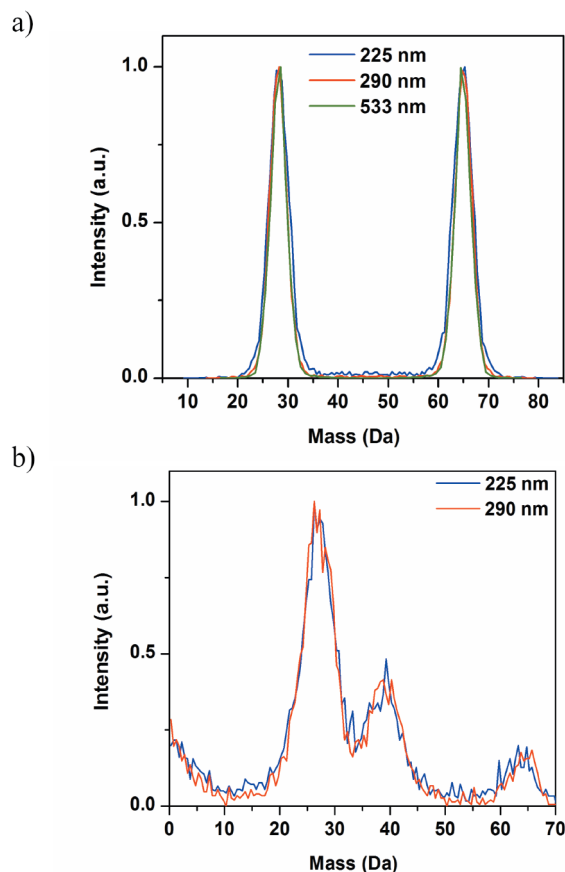 a)
225 nm
290 nm
533 nm
1.0
0.5
0.0
Intensity (a.u.)
10 20 30 40 50 60 70 80
Mass (Da)
b)
225 nm
290 nm
1.0
0.5
0.0
Intensity (a.u.)
0 10 20 30 40 50 60 70
Mass (Da)